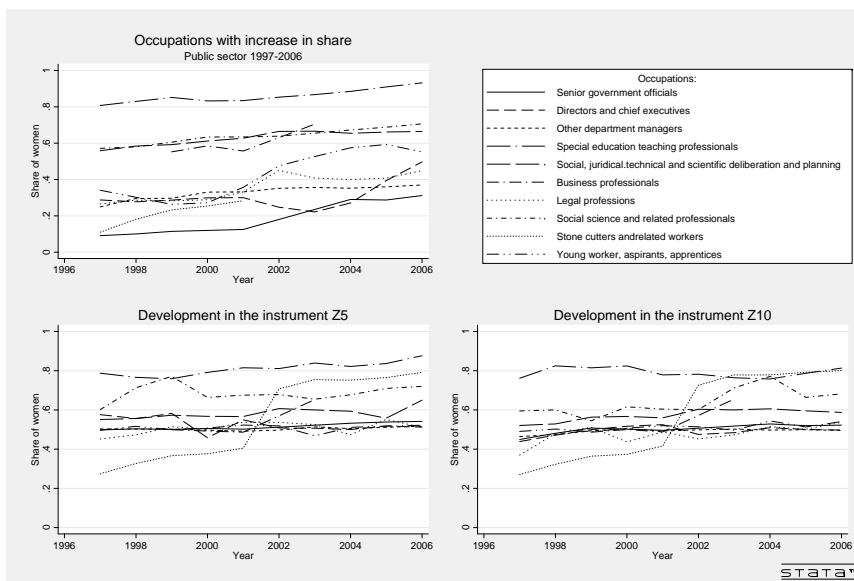 Occupations with increase in share
Public sector 1997-2006
Share of women
0 .2 .4 .6 .8 1
1996 1998 2000 2002 2004 2006
Year
Occupations:
Senior government officials
Directors and chief executives
Other department managers
Special education teaching professionals
Social, juridical.technical and scientific deliberation and planning
Business professionals
Legal professions
Social science and related professionals
Stone cutters andrelated workers
Young worker, aspirants, apprentices
Development in the instrument Z5
Share of women
0 .2 .4 .6 .8 1
1996 1998 2000 2002 2004 2006
Year
Development in the instrument Z10
Share of women
0 .2 .4 .6 .8 1
1996 1998 2000 2002 2004 2006
Year
STATA™